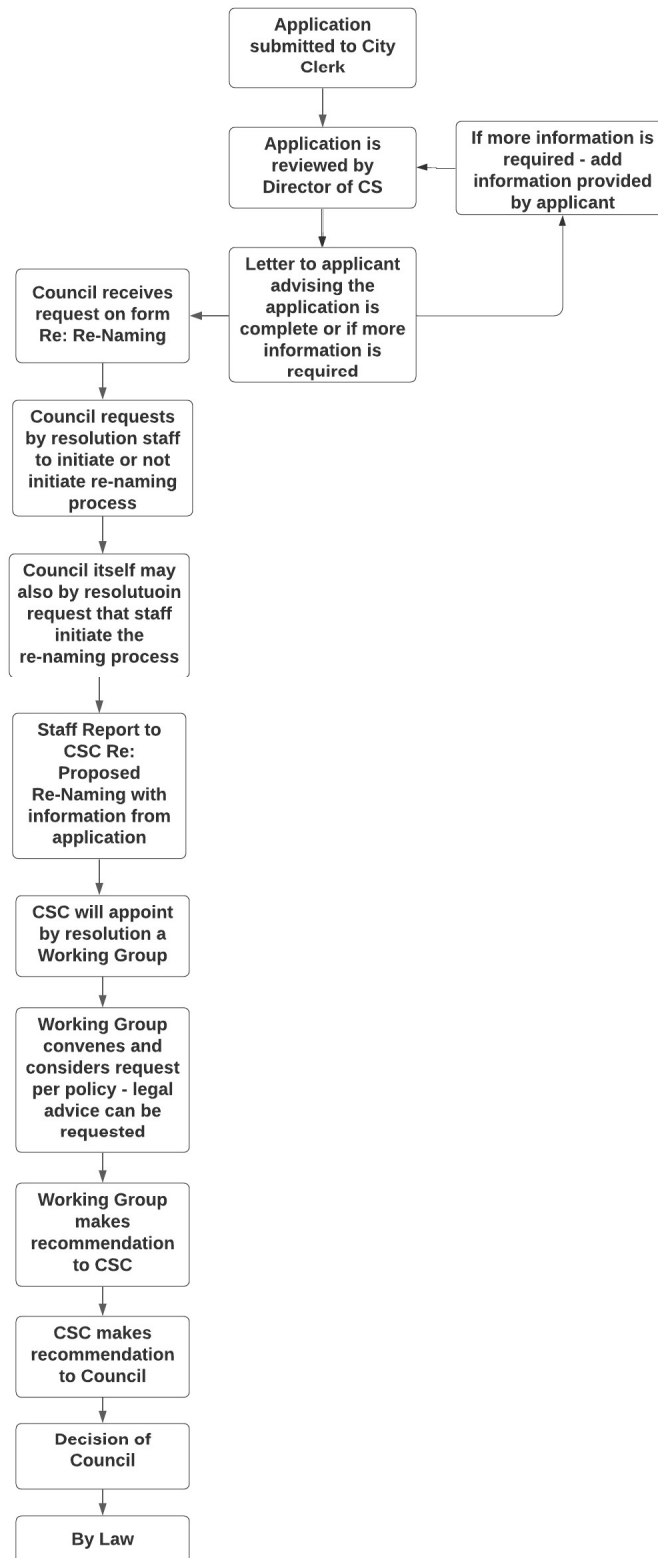 Application
submitted to City
Clerk
Application is
reviewed by
Director of CS
If more information is
required - add
information provided
by applicant
Letter to applicant
advising the
application is
complete or if more
information is
required
Council receives
request on form
Re: Re-Naming
Council requests
by resolution staff
to initiate or not
initiate re-naming
process
Council itself may
also by resolutuoin
request that staff
initiate the
re-naming process
Staff Report to
CSC Re:
Proposed
Re-Naming with
information from
application
CSC will appoint
by resolution a
Working Group
Working Group
convenes and
considers request
per policy - legal
advice can be
requested
Working Group
makes
recommendation
to CSC
CSC makes
recommendation
to Council
Decision of
Council
By Law